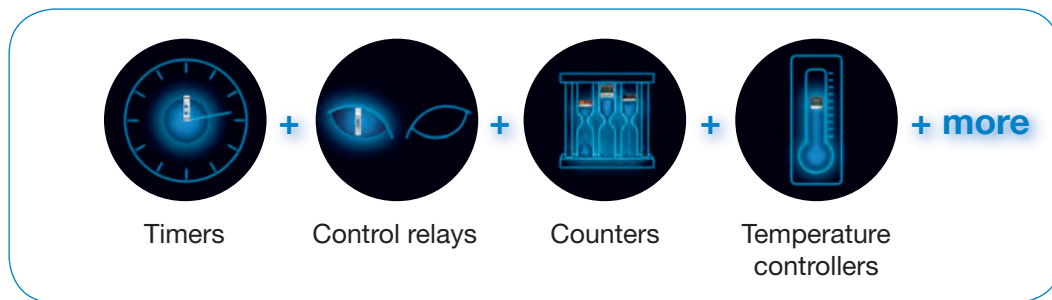 + + + + more
Timers Control relays Counters Temperature
controllers